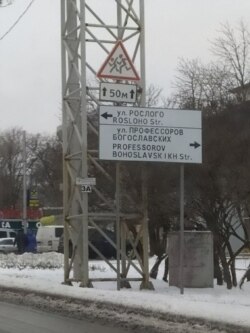 50м
ул. РОСЛОГО
ROSLOHO Str.
ул. ПРОФЕССОРОВ
БОГОСЛАВСКИХ
PROFESSOROV
BOHOSLAVSKIKH Str.
3А